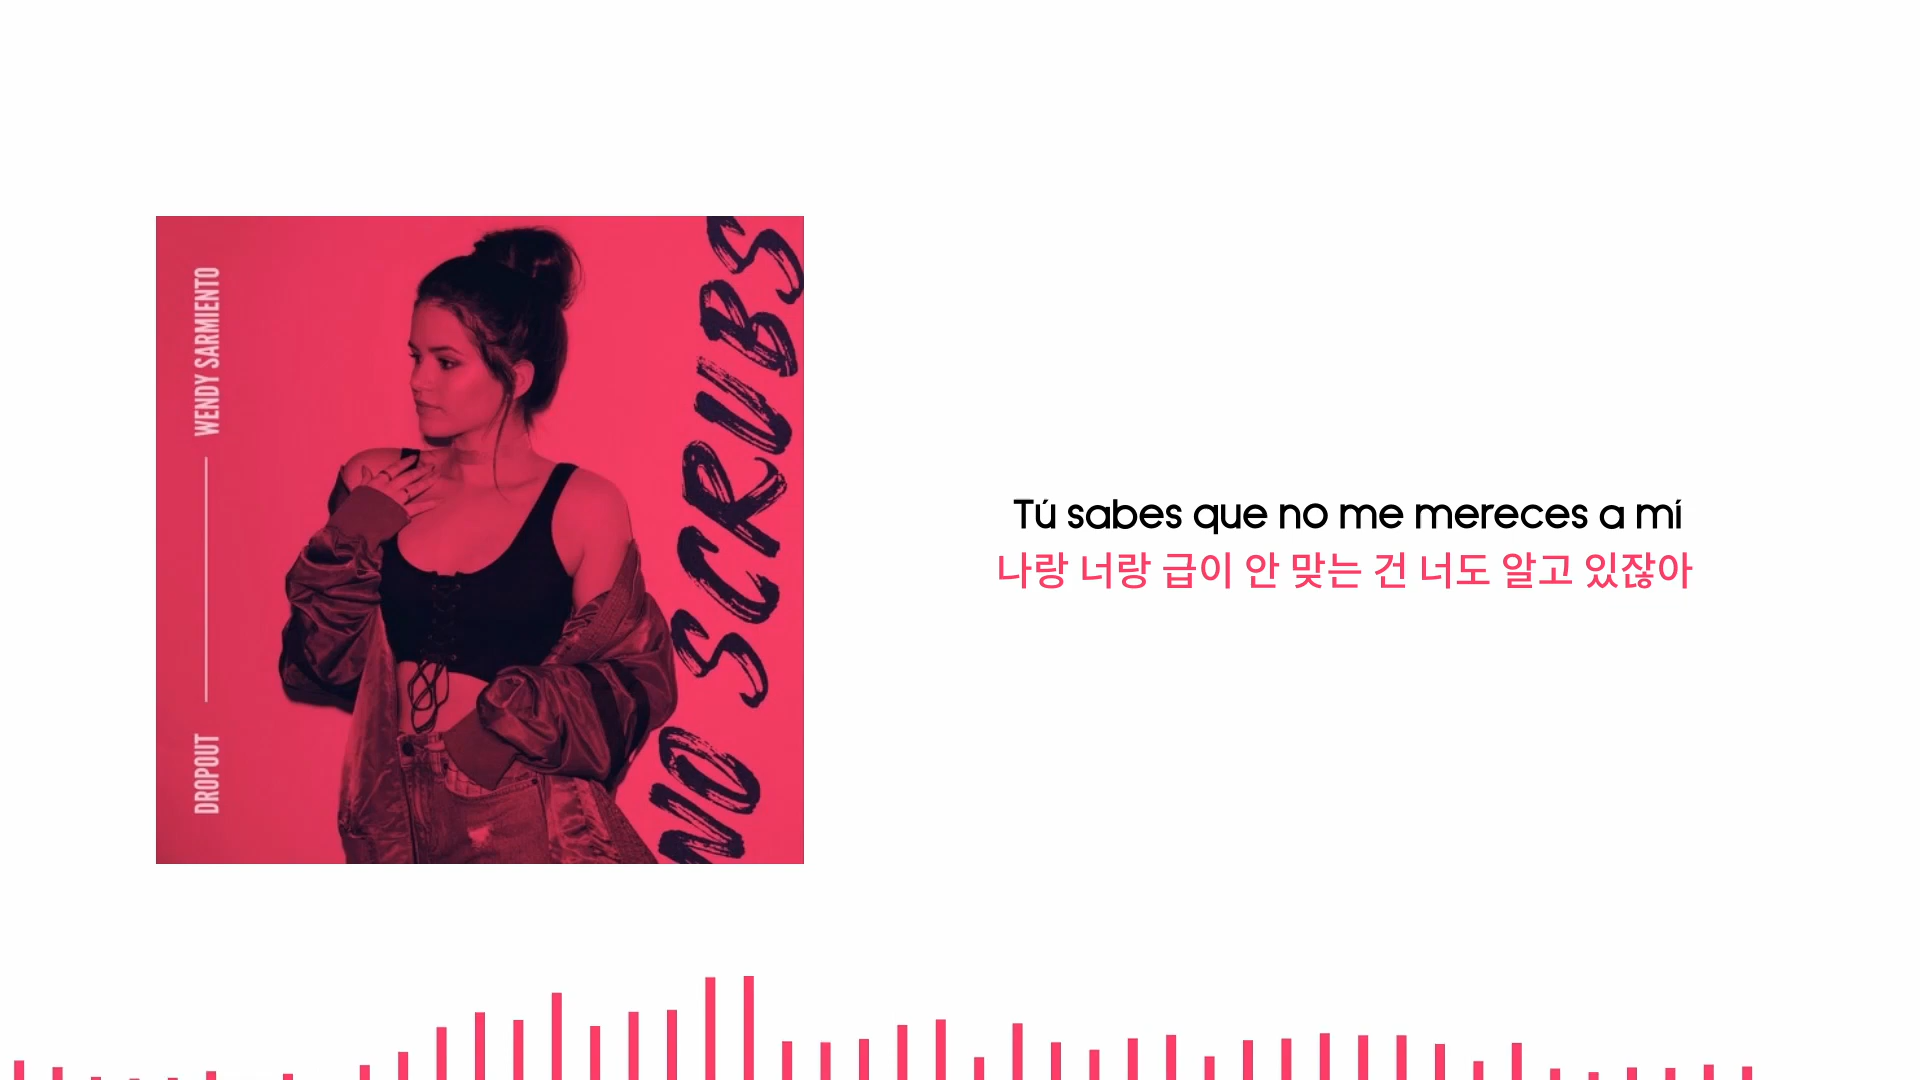 WENDY SARMIENTO
DROPOUT
NO SCRUBS
Tú sabes que no me mereces a mí
나랑 너랑 급이 안 맞는 건 너도 알고 있잖아